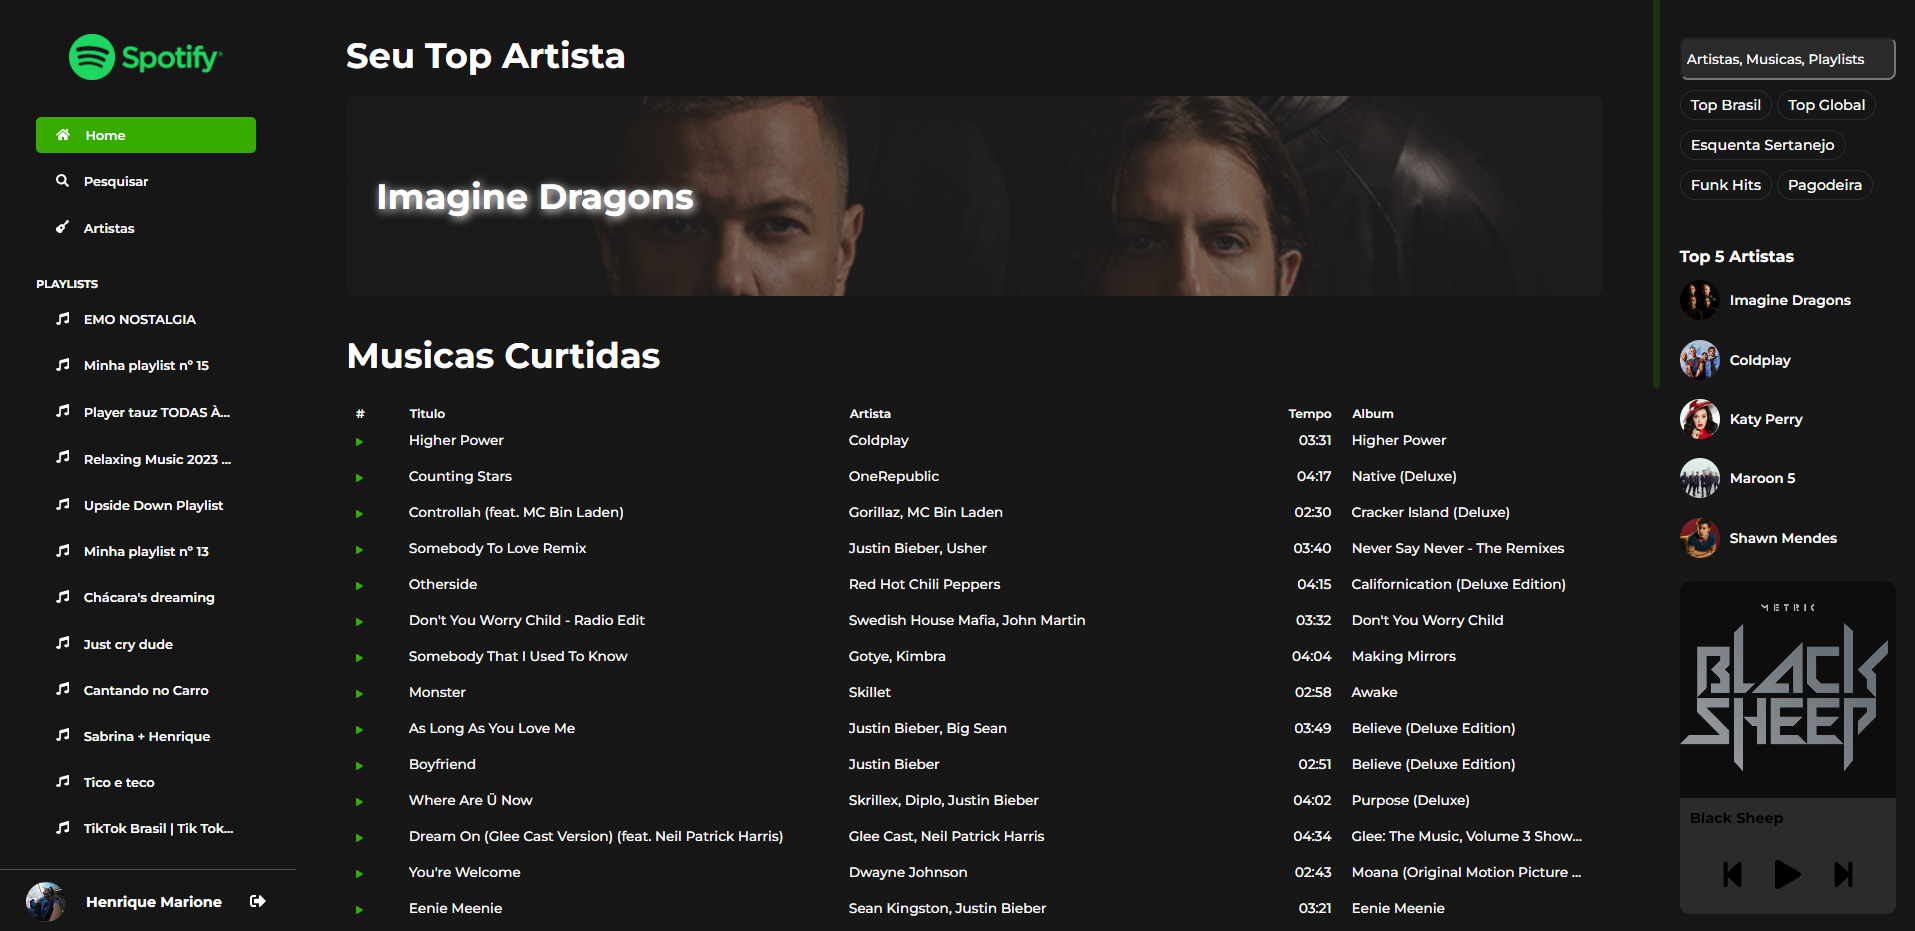 Spotify
Home
Pesquisar
Artistas
PLAYLISTS
EMO NOSTALGIA
Minha playlist nº 15
Player tauz TODAS À...
Relaxing Music 2023 ...
Upside Down Playlist
Minha playlist nº 13
Chácara's dreaming
Just cry dude
Cantando no Carro
Sabrina + Henrique
Tico e teco
TikTok Brasil | Tik Tok...
Henrique Marione
Seu Top Artista
Imagine Dragons
Musicas Curtidas
# Titulo Artista Tempo Album
Higher Power Coldplay 03:31 Higher Power
Counting Stars OneRepublic 04:17 Native (Deluxe)
Controllah (feat. MC Bin Laden) Gorillaz, MC Bin Laden 02:30 Cracker Island (Deluxe)
Somebody To Love Remix Justin Bieber, Usher 03:40 Never Say Never - The Remixes
Otherside Red Hot Chili Peppers 04:15 Californication (Deluxe Edition)
Don't You Worry Child - Radio Edit Swedish House Mafia, John Martin 03:32 Don't You Worry Child
Somebody That I Used To Know Gotye, Kimbra 04:04 Making Mirrors
Monster Skillet 02:58 Awake
As Long As You Love Me Justin Bieber, Big Sean 03:49 Believe (Deluxe Edition)
Boyfriend Justin Bieber 02:51 Believe (Deluxe Edition)
Where Are Ü Now Skrillex, Diplo, Justin Bieber 04:02 Purpose (Deluxe)
Dream On (Glee Cast Version) (feat. Neil Patrick Harris) Glee Cast, Neil Patrick Harris 04:34 Glee: The Music, Volume 3 Show...
You're Welcome Dwayne Johnson 02:43 Moana (Original Motion Picture ...
Eenie Meenie Sean Kingston, Justin Bieber 03:21 Eenie Meenie
Artistas, Musicas, Playlists
Top Brasil Top Global
Esquenta Sertanejo
Funk Hits Pagodeira
Top 5 Artistas
Imagine Dragons
Coldplay
Katy Perry
Maroon 5
Shawn Mendes
METRIC
BLACK
SHEEP
Black Sheep